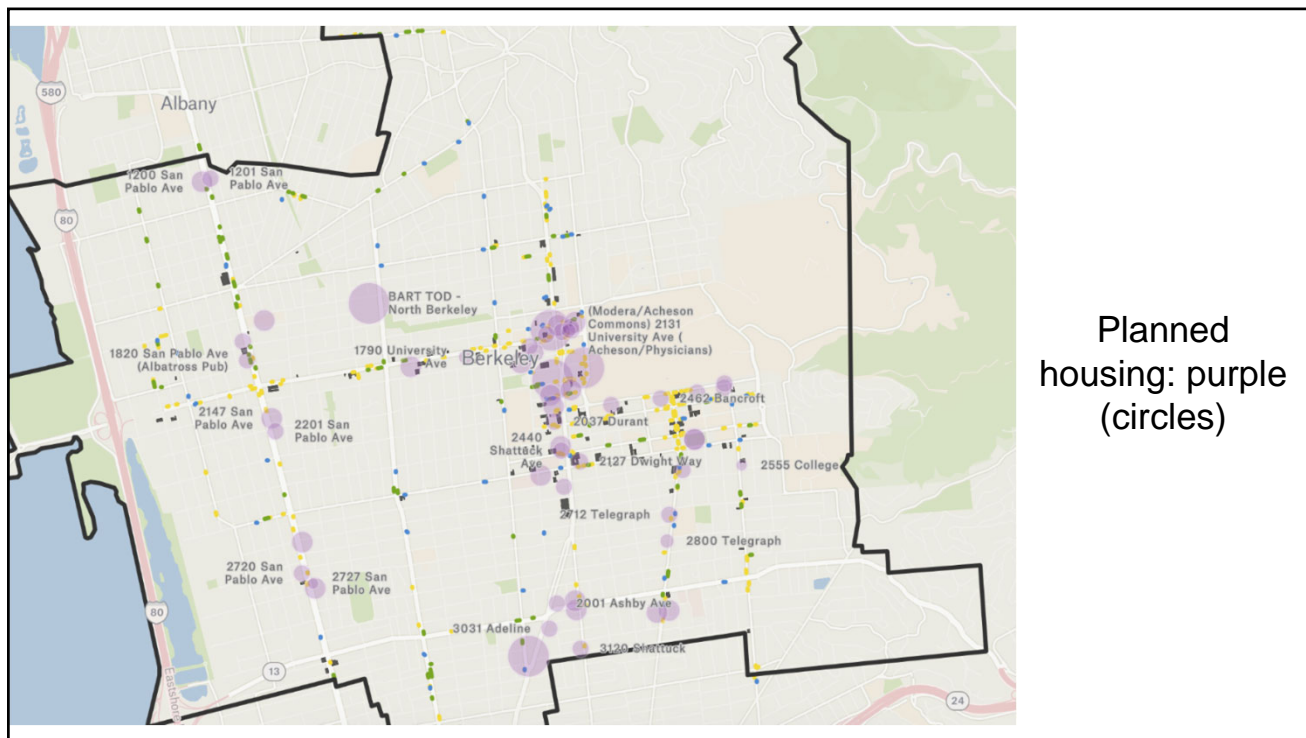 580
Albany
1200 San
Pablo Ave
1201 San
Pablo Ave
80
BART TOD -
North Berkeley
(Modera/Acheson
Commons) 2131
University Ave (
Acheson/Physicians)
1820 San Pablo Ave
(Albatross Pub)
1790 University
Ave
Berkeley
2147 San
Pablo Ave
2201 San
Pablo Ave
2462 Bancroft
2037 Durant
2440
Shattuck
Ave
2127 Dwight Way
2555 College
2712 Telegraph
2800 Telegraph
2720 San
Pablo Ave
2727 San
Pablo Ave
80
2001 Ashby Ave
3031 Adeline
3120 Shattuck
13
Eastshore
24
Planned
housing: purple
(circles)